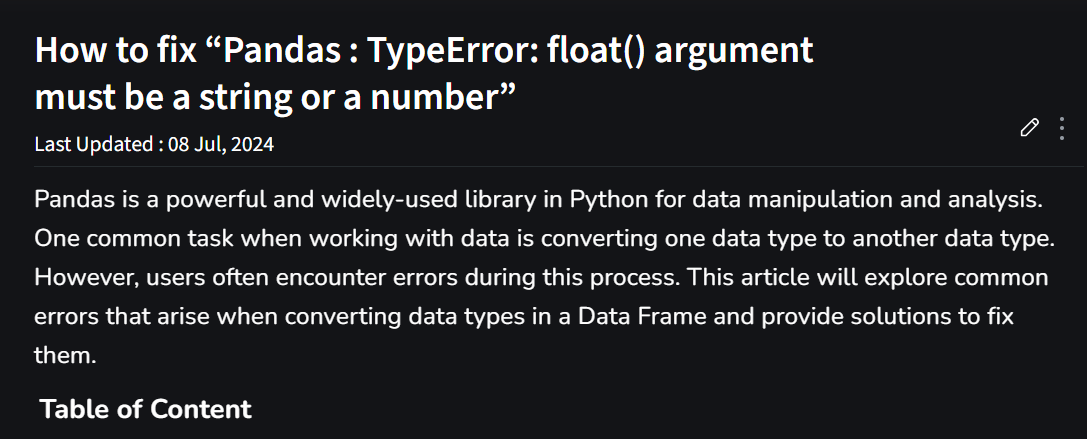 How to fix “Pandas : TypeError: float() argument
must be a string or a number”
Last Updated : 08 Jul, 2024
Pandas is a powerful and widely-used library in Python for data manipulation and analysis.
One common task when working with data is converting one data type to another data type.
However, users often encounter errors during this process. This article will explore common
errors that arise when converting data types in a Data Frame and provide solutions to fix
them.
Table of Content